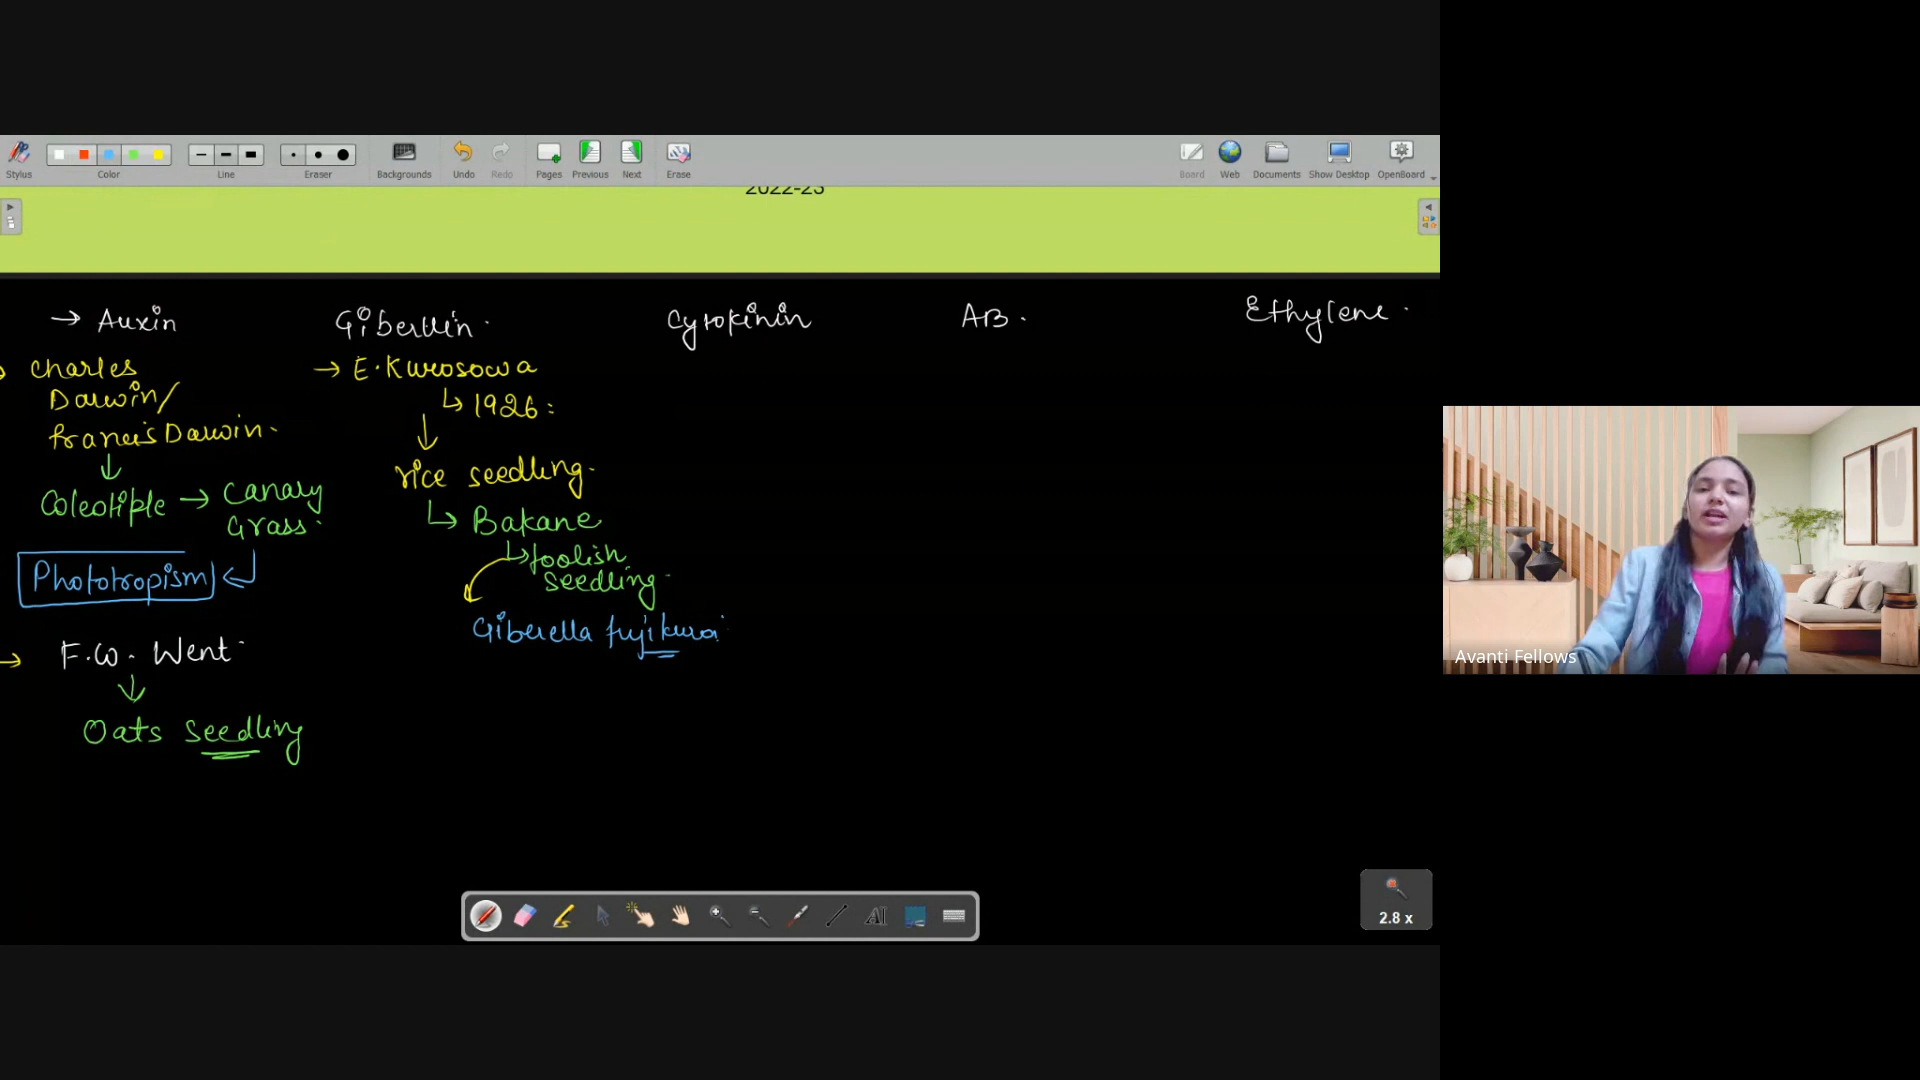 2022-23
Stylus
Color
Line
Eraser
Backgrounds
Undo
Redo
Pages
Previous
Next
Erase
Board
Web
Documents
Show Desktop
OpenBoard
→ Auxin
Charles
Darwin/
francis Darwin.
↓
Coleotiple → Canary
Grass.
Phototropism
→ F.W. Went
↓
Oats seedling
Giberllin.
→ E. Kurosowa
↳ 1926:
↓
rice seedling.
↳ Bakane
↳ foolish
seedling.
Giberella fujikuroi
Cytokinin
AB.
Ethylene.
2.8 x
Avanti Fellows